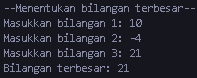 --Menentukan bilangan terbesar--
Masukkan bilangan 1: 10
Masukkan bilangan 2: -4
Masukkan bilangan 3: 21
Bilangan terbesar: 21